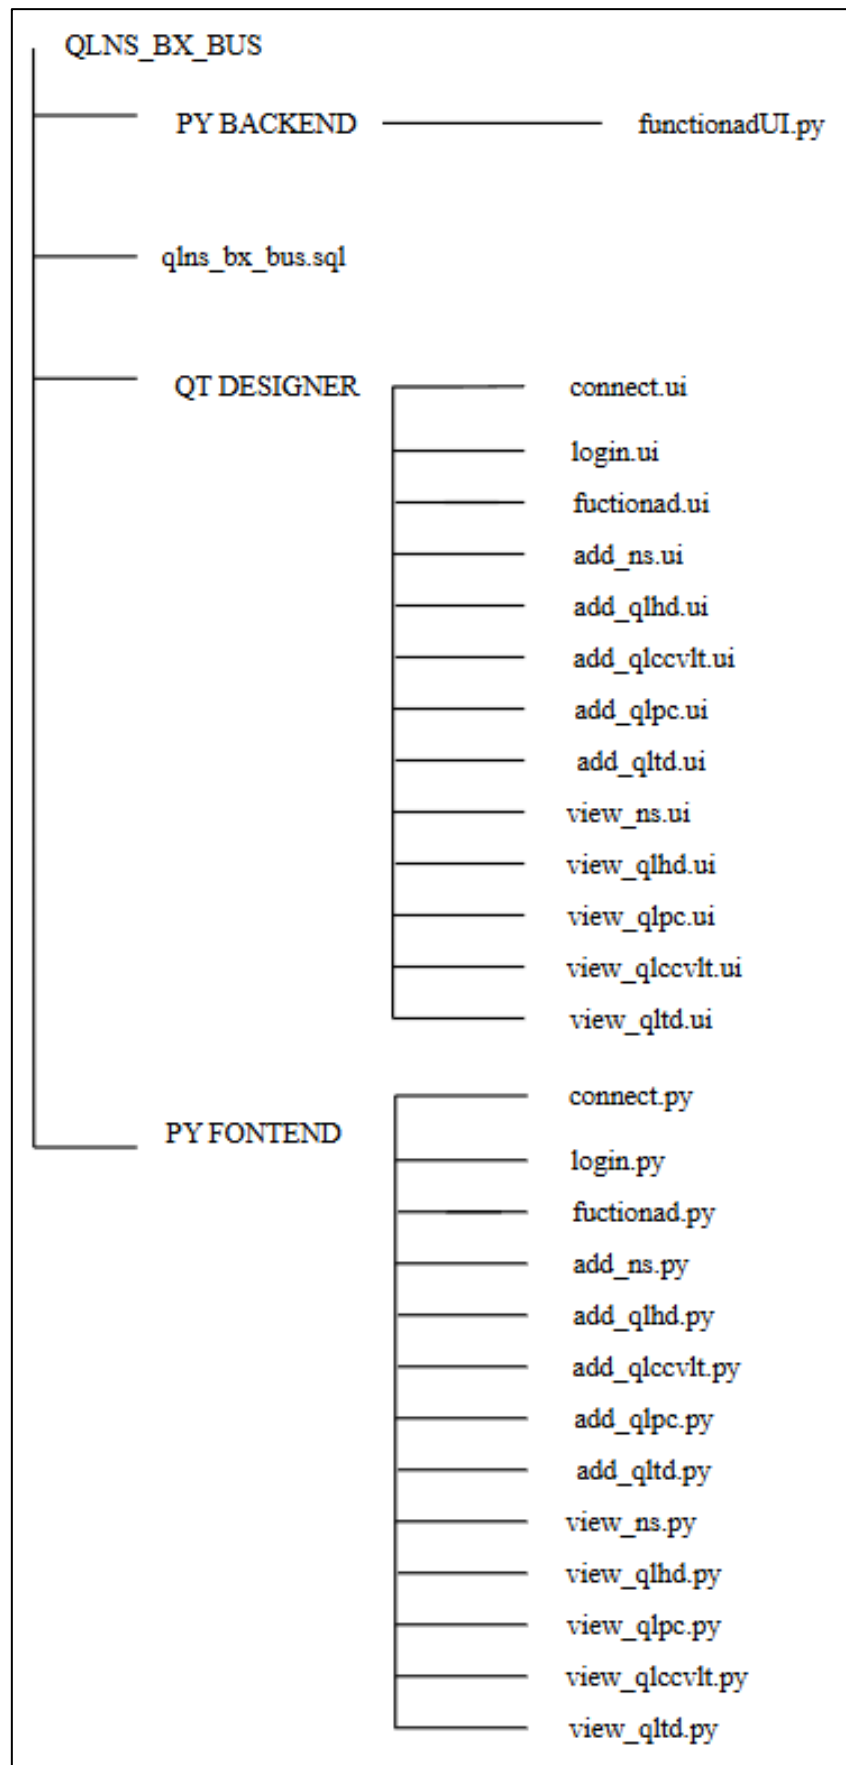 QLNS_BX_BUS
PY BACKEND functionadUI.py
qlns_bx_bus.sql
QT DESIGNER connect.ui
login.ui
fuctionad.ui
add_ns.ui
add_qlhd.ui
add_qlccvlt.ui
add_qlpc.ui
add_qltd.ui
view_ns.ui
view_qlhd.ui
view_qlpc.ui
view_qlccvlt.ui
view_qltd.ui
connect.py
PY FONTEND
login.py
fuctionad.py
add_ns.py
add_qlhd.py
add_qlccvlt.py
add_qlpc.py
add_qltd.py
view_ns.py
view_qlhd.py
view_qlpc.py
view_qlccvlt.py
view_qltd.py